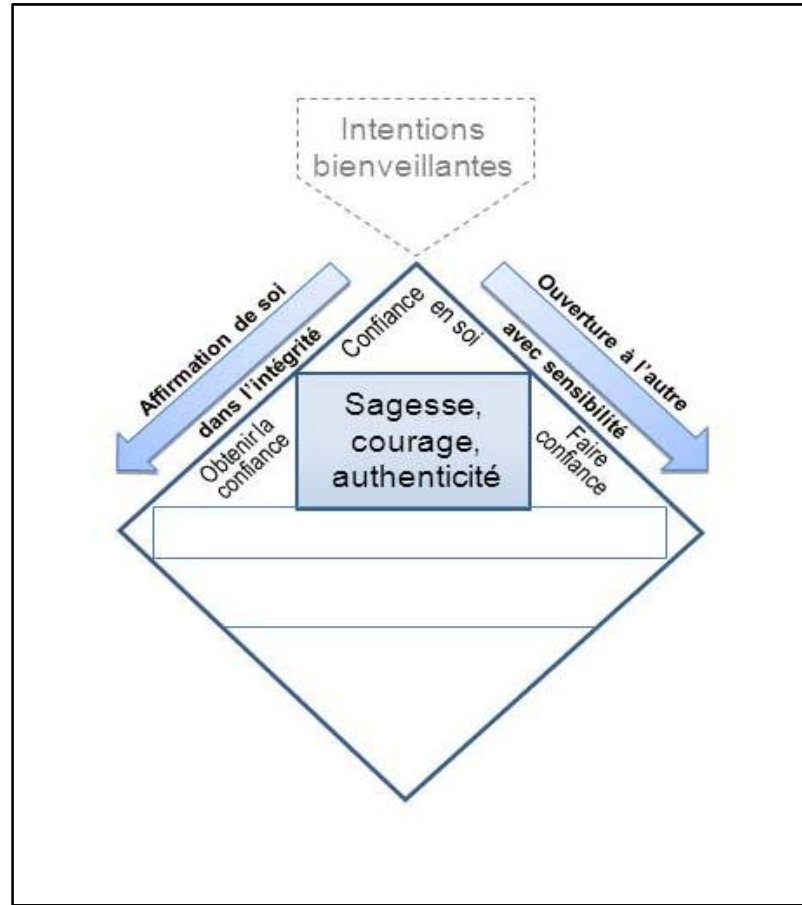 Intentions
bienveillantes
Affirmation de soi
dans l'intégrité
Ouverture à l'autre
avec sensibilité
Confiance en soi
Obtenir la
confiance
Sagesse,
courage,
authenticité
Faire
confiance